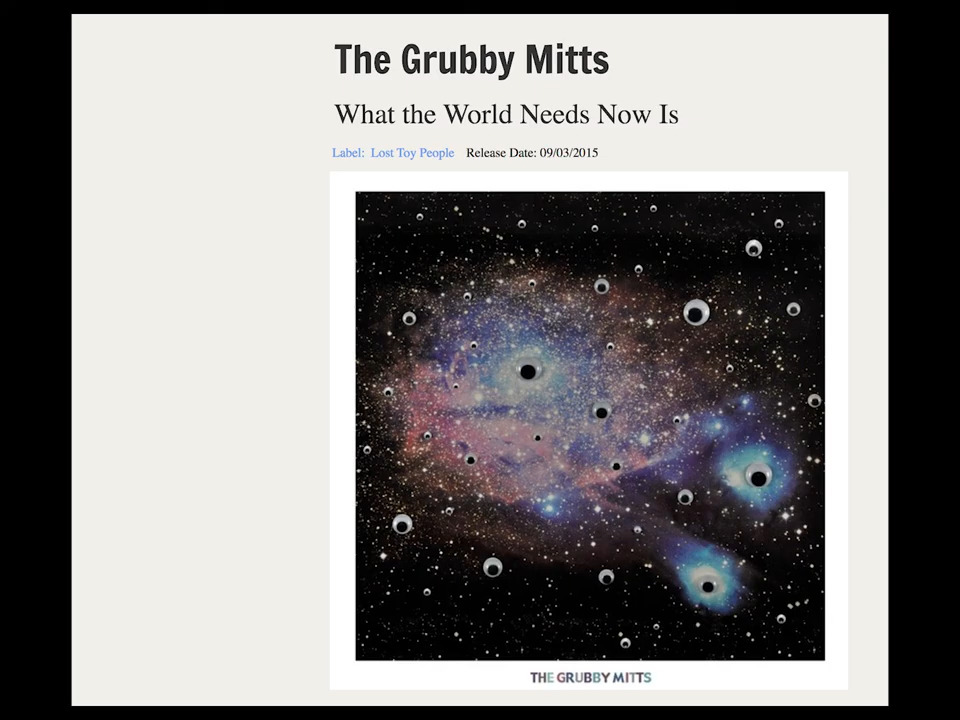 The Grubby Mitts
What the World Needs Now Is
Label: Lost Toy People Release Date: 09/03/2015
THE GRUBBY MITTS